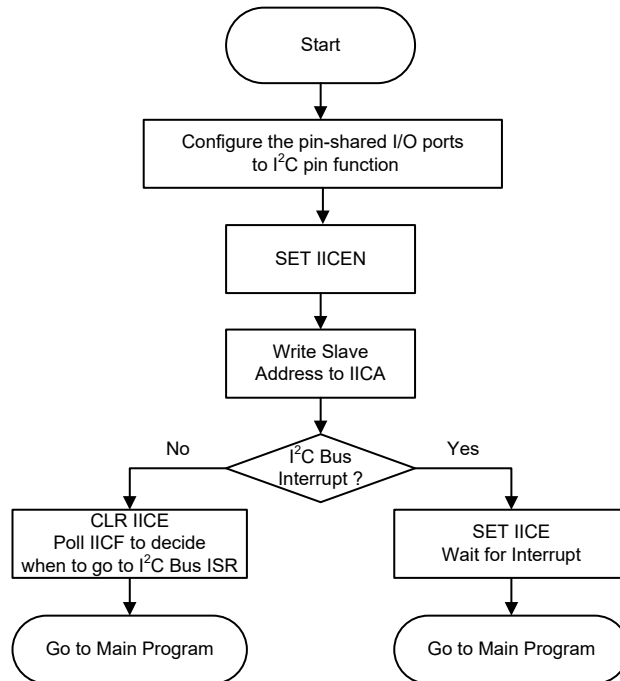 Start
Configure the pin-shared I/O ports
to I²C pin function
SET IICEN
Write Slave
Address to IICA
I²C Bus
Interrupt ?
No
Yes
CLR IICE
Poll IICF to decide
when to go to I²C Bus ISR
SET IICE
Wait for Interrupt
Go to Main Program
Go to Main Program